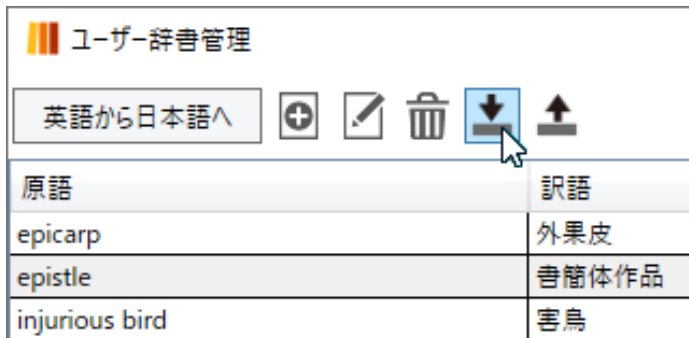 ユーザー辞書管理
英語から日本語へ
原語 訳語
epicarp 外果皮
epistle 書簡体作品
injurious bird 害鳥